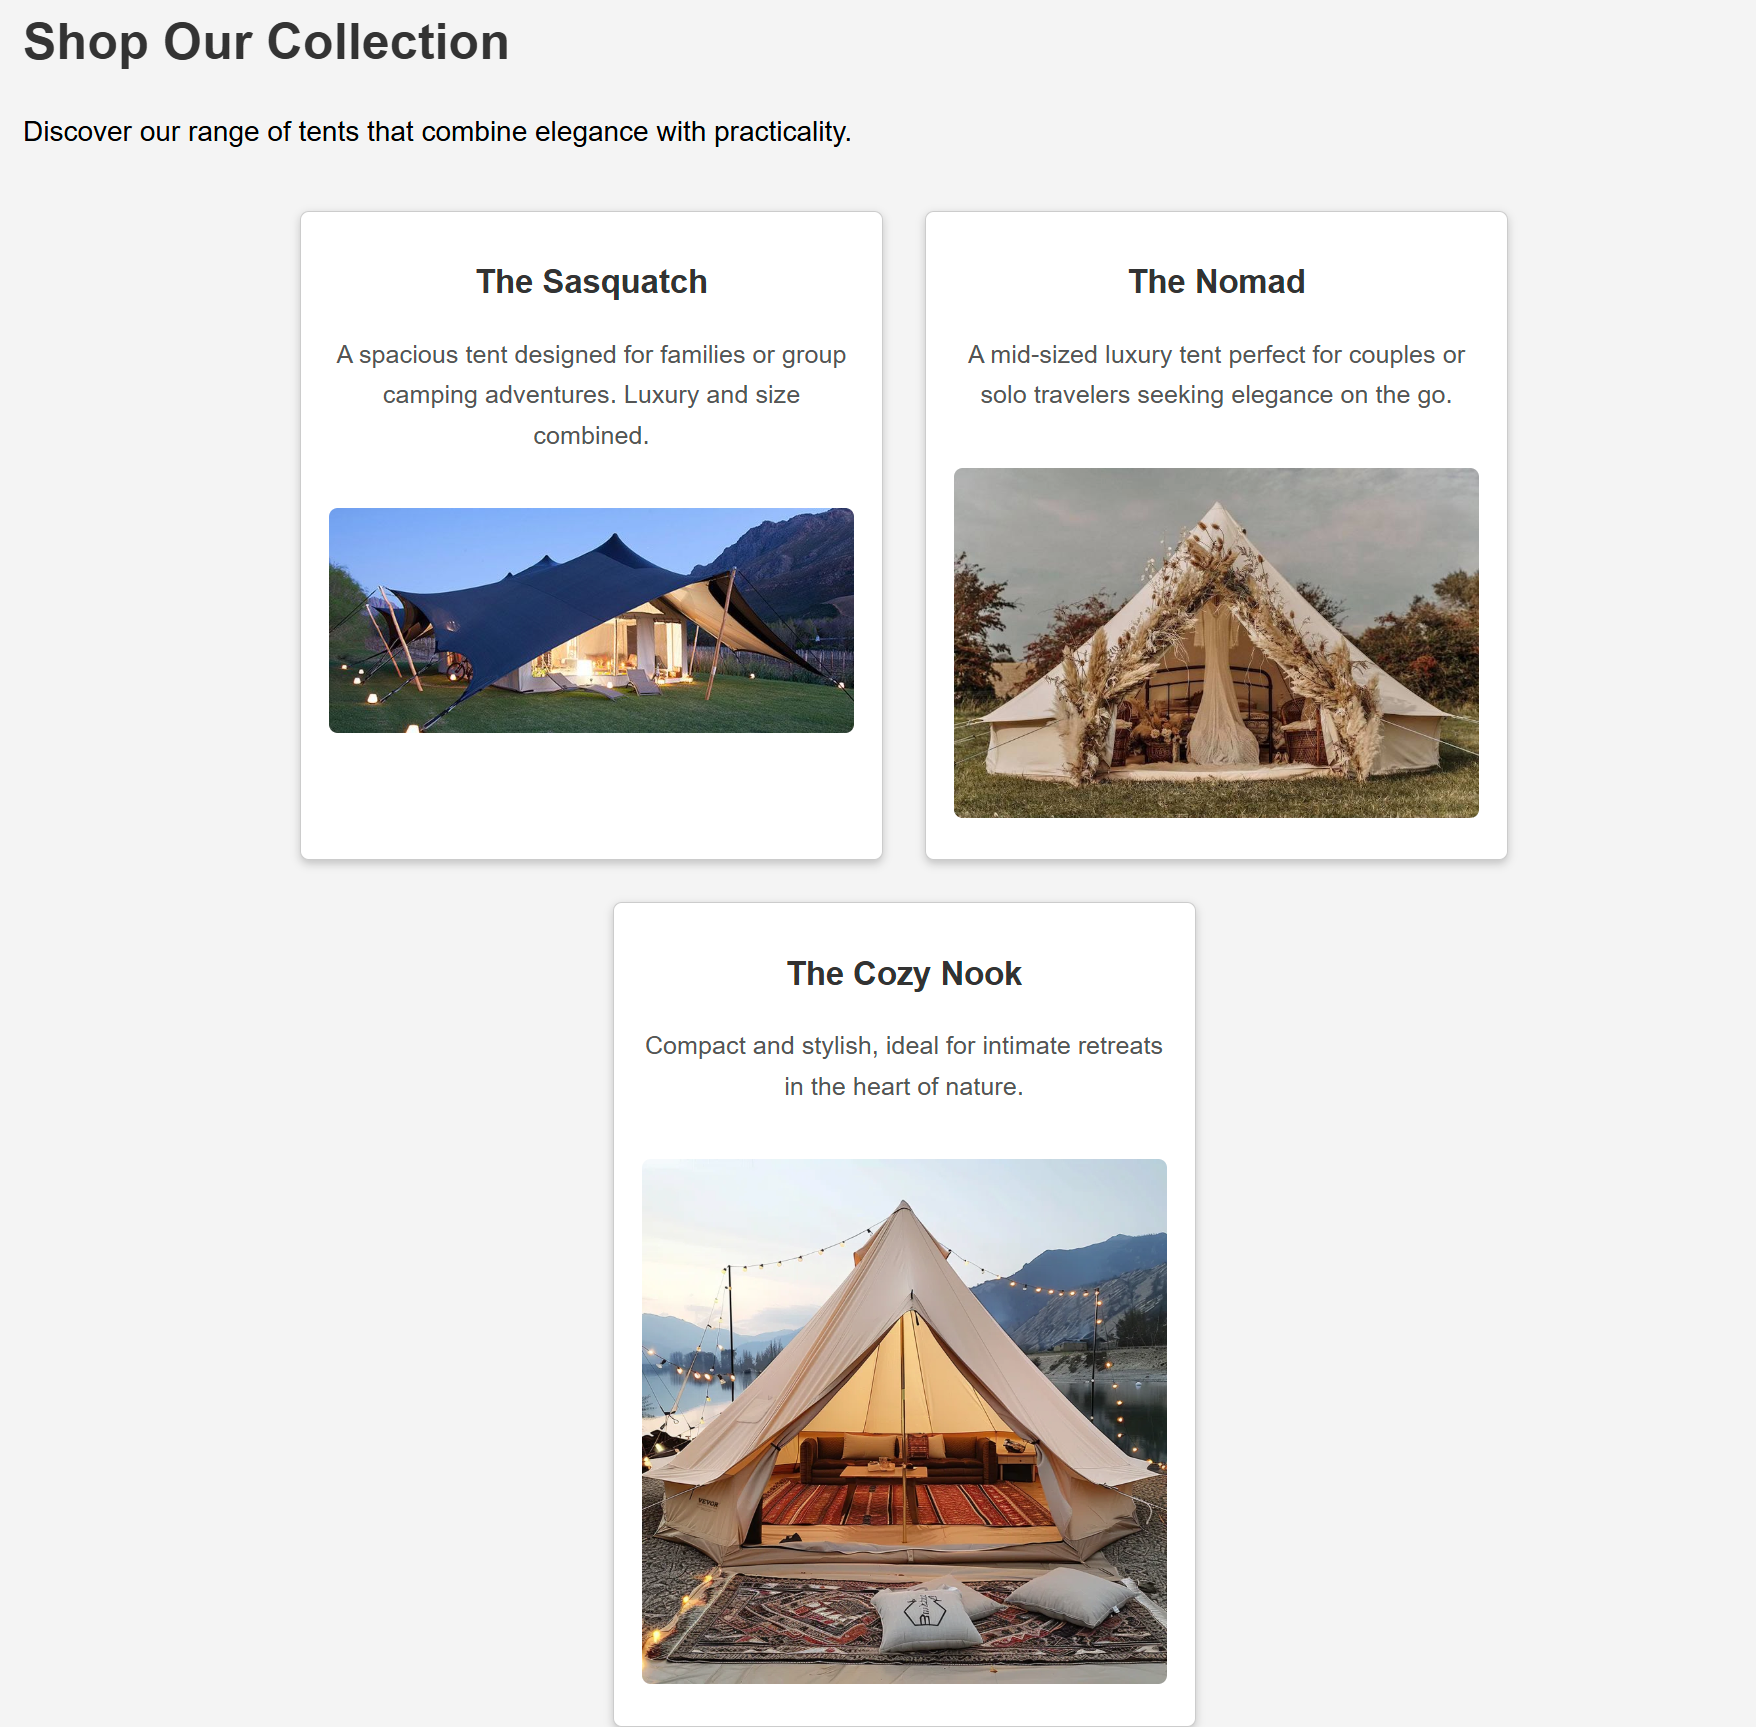 Shop Our Collection
Discover our range of tents that combine elegance with practicality.
The Sasquatch
A spacious tent designed for families or group
camping adventures. Luxury and size
combined.
The Nomad
A mid-sized luxury tent perfect for couples or
solo travelers seeking elegance on the go.
The Cozy Nook
Compact and stylish, ideal for intimate retreats
in the heart of nature.
VEVOR